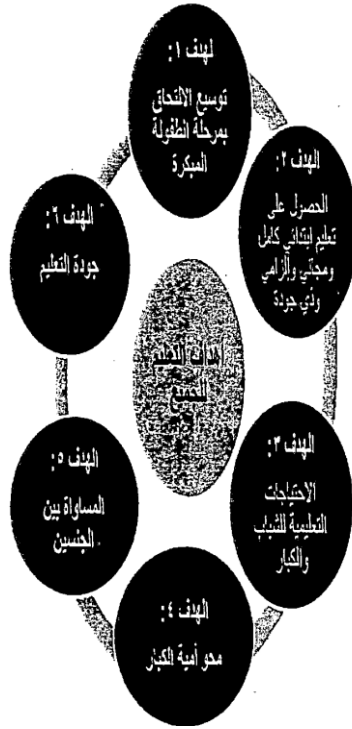 لهدف ١:
توسيع الالتحاق
بمرحلة الطفولة
المبكرة
الهدف ٢:
الحصول على
تعليم ابتدائي كامل
ومجاني وإلزامي
وذي جودة
الهدف ٣:
الاحتياجات
التعليمية للشباب
والكبار
الهدف ٤:
محو أمية الكبار
الهدف ٥:
المساواة بين
الجنسين
الهدف ٦:
جودة التعليم
أهداف التعليم
للجميع